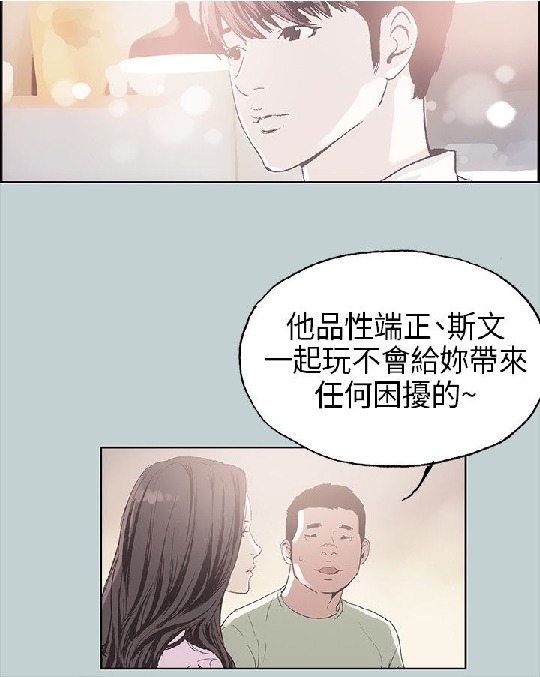 他品性端正、斯文
一起玩不會給妳帶來
任何困擾的~